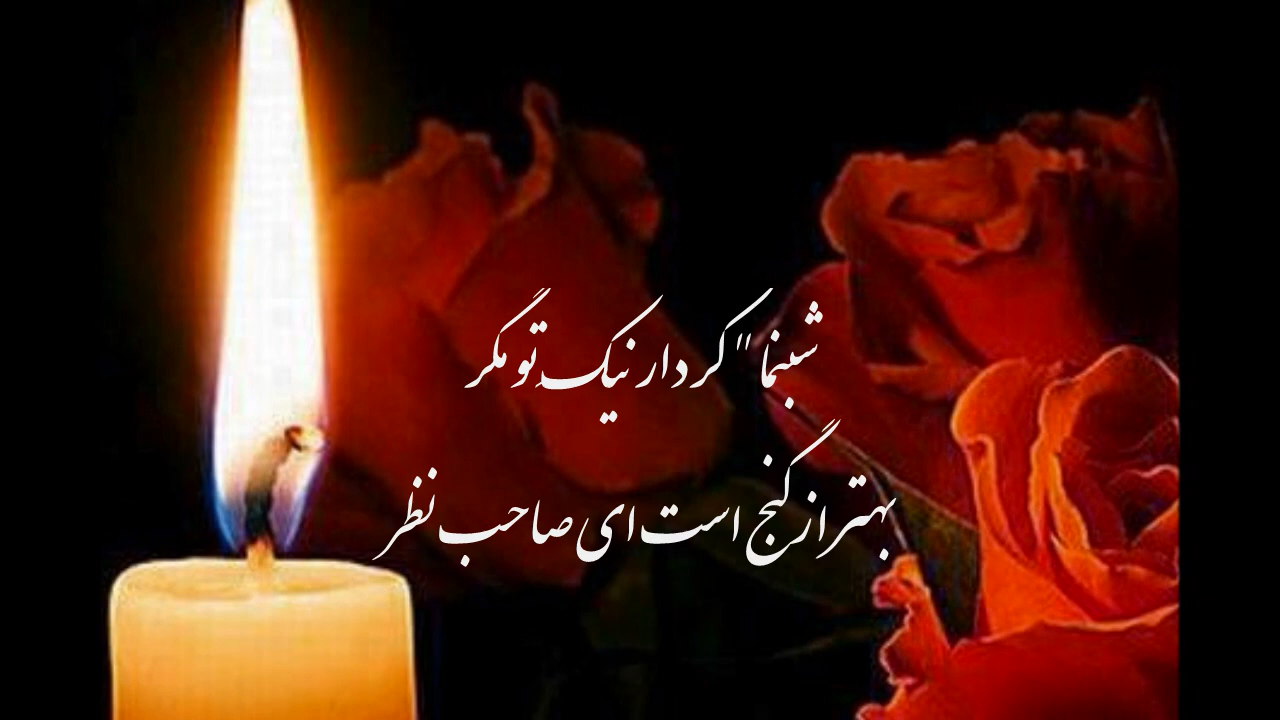 شبنما " کردار نیکِ تو مگر
بهتر از گنج است ای صاحب نظر